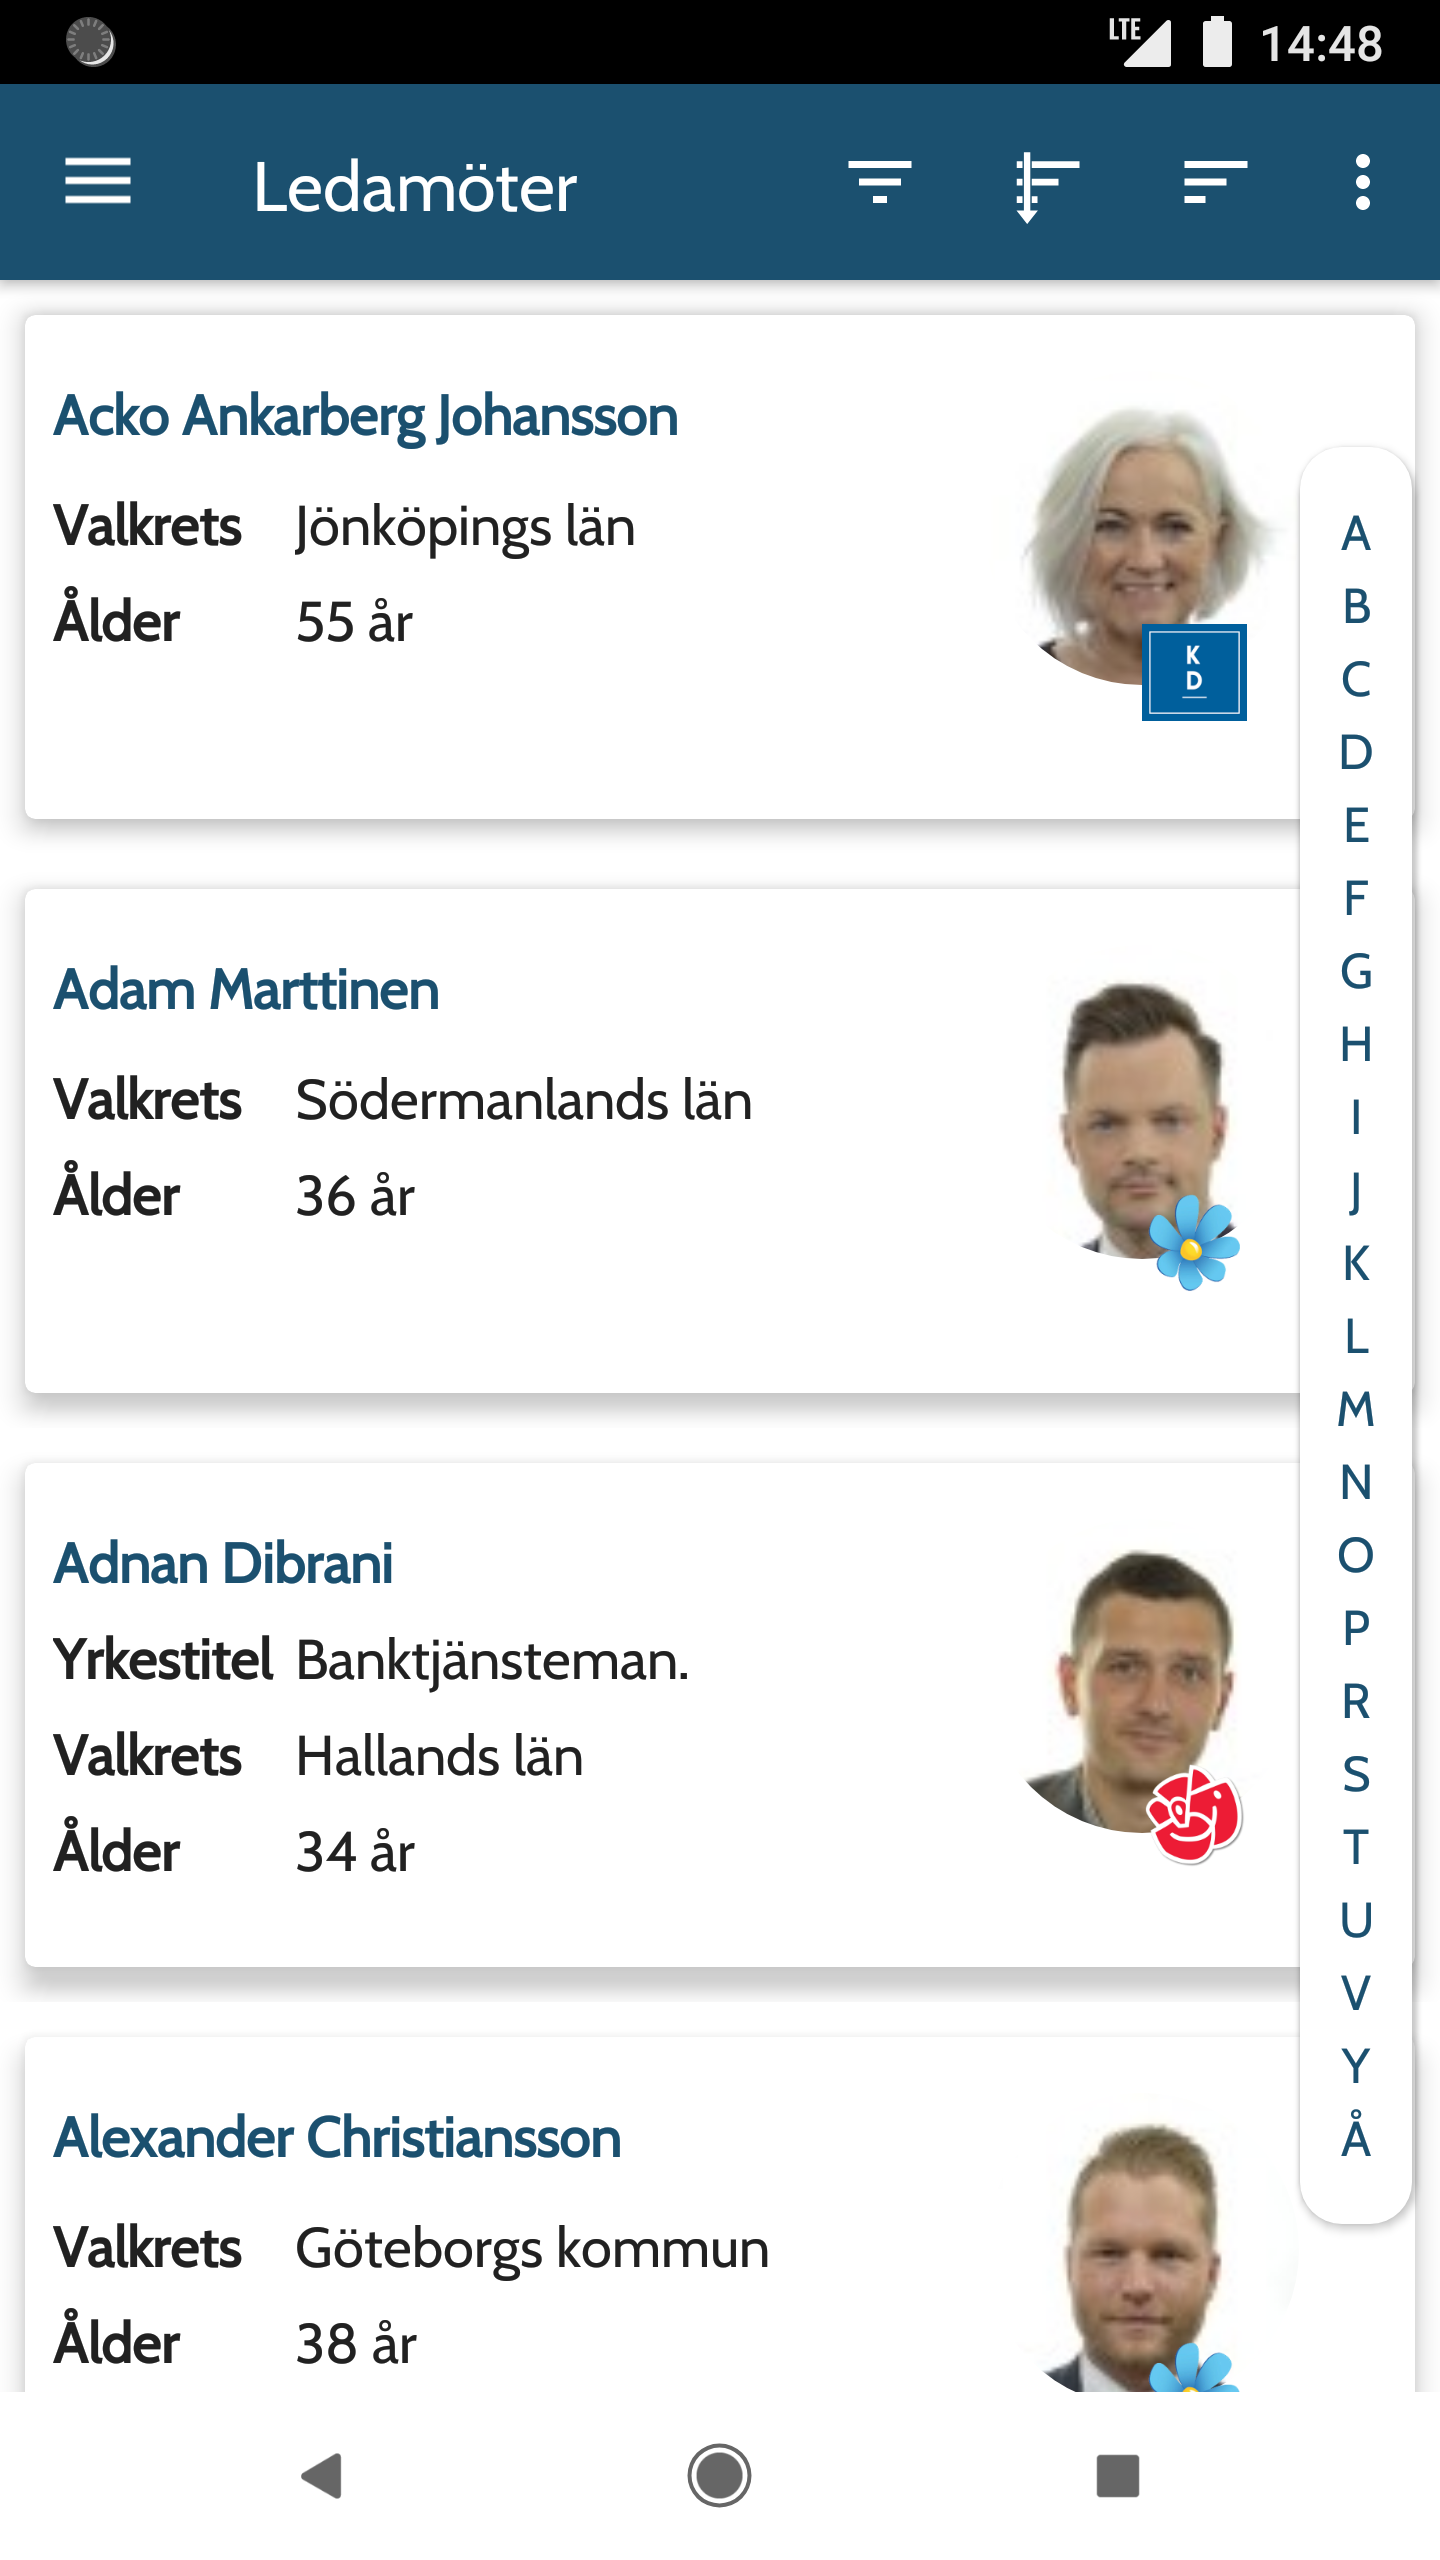 LTE 14:48
Ledamöter
Acko Ankarberg Johansson
Valkrets Jönköpings län
Ålder 55 år
K
D
Adam Marttinen
Valkrets Södermanlands län
Ålder 36 år
Adnan Dibrani
Yrkestitel Banktjänsteman.
Valkrets Hallands län
Ålder 34 år
Alexander Christiansson
Valkrets Göteborgs kommun
Ålder 38 år
A
B
C
D
E
F
G
H
I
J
K
L
M
N
O
P
R
S
T
U
V
Y
Å